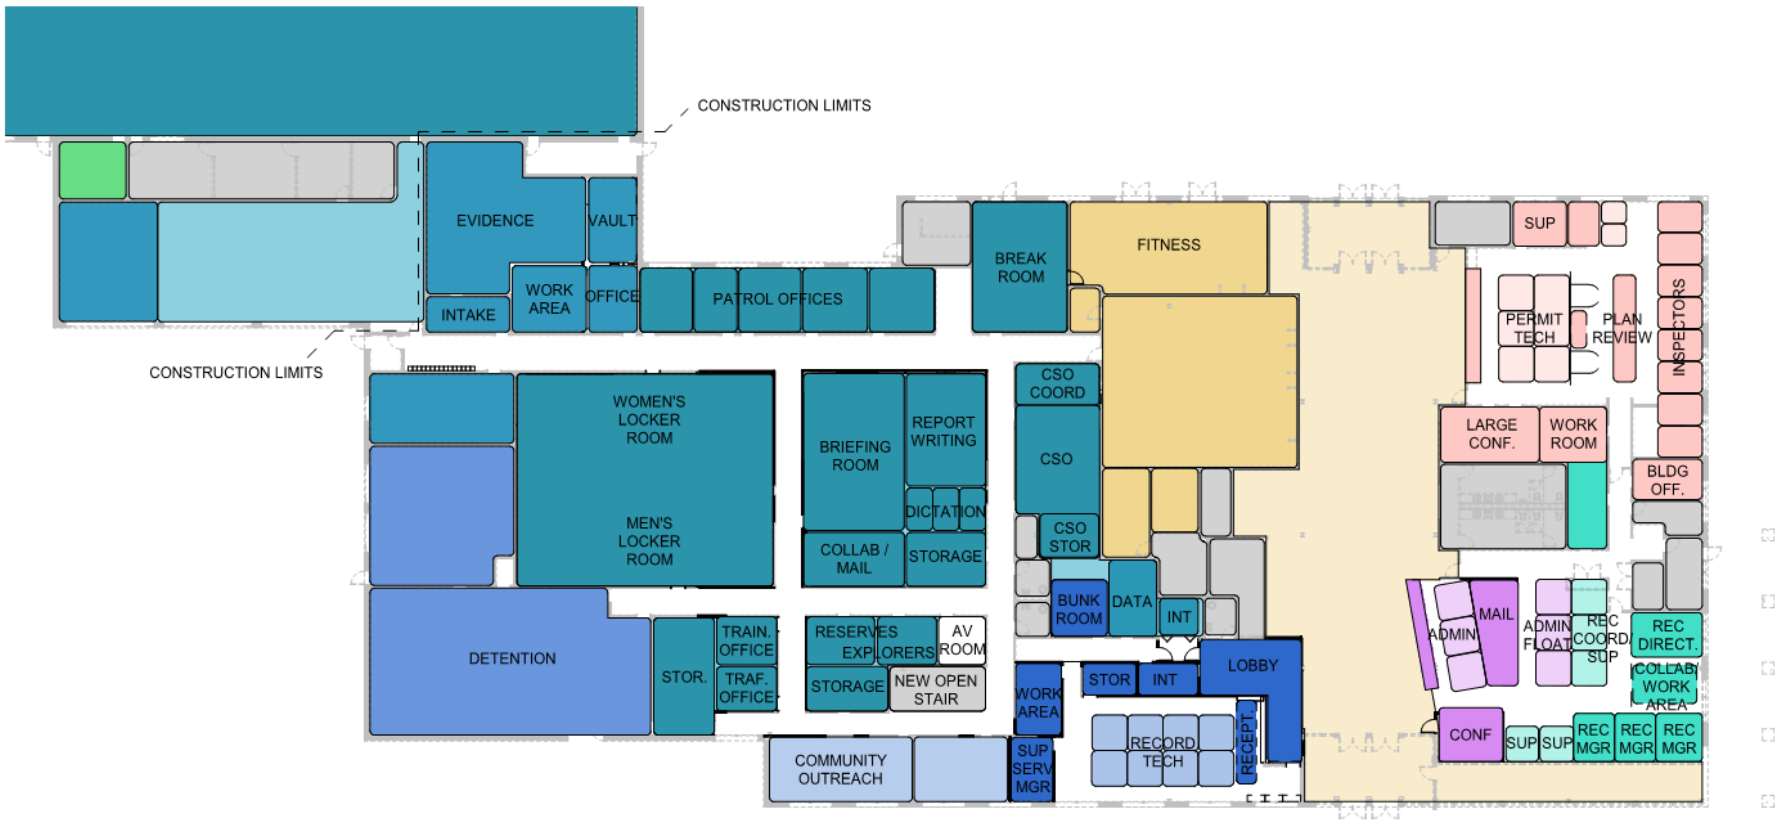 CONSTRUCTION LIMITS
EVIDENCE
VAULT
SUP
FITNESS
BREAK
ROOM
WORK
AREA
OFFICE
INTAKE
PATROL OFFICES
PERMIT
TECH
PLAN
REVIEW
INSPECTORS
CONSTRUCTION LIMITS
WOMEN'S
LOCKER
ROOM
MEN'S
LOCKER
ROOM
BRIEFING
ROOM
REPORT
WRITING
DICTATION
COLLAB /
MAIL
STORAGE
CSO
COORD
CSO
CSO
STOR
LARGE
CONF.
WORK
ROOM
BLDG
OFF.
BUNK
ROOM
DATA
INT
DETENTION
STOR.
TRAIN.
OFFICE
TRAF.
OFFICE
RESERVES
EXPLORERS
AV
ROOM
STORAGE
NEW OPEN
STAIR
LOBBY
STOR
INT
WORK
AREA
ADMIN
MAIL
ADMIN
FLOAT
REC
COORD/
SUP
REC
DIRECT.
COLLAB/
WORK
AREA
COMMUNITY
OUTREACH
SUP
SERV
MGR
RECORD
TECH
RECEPT.
CONF
SUP
SUP
REC
MGR
REC
MGR
REC
MGR